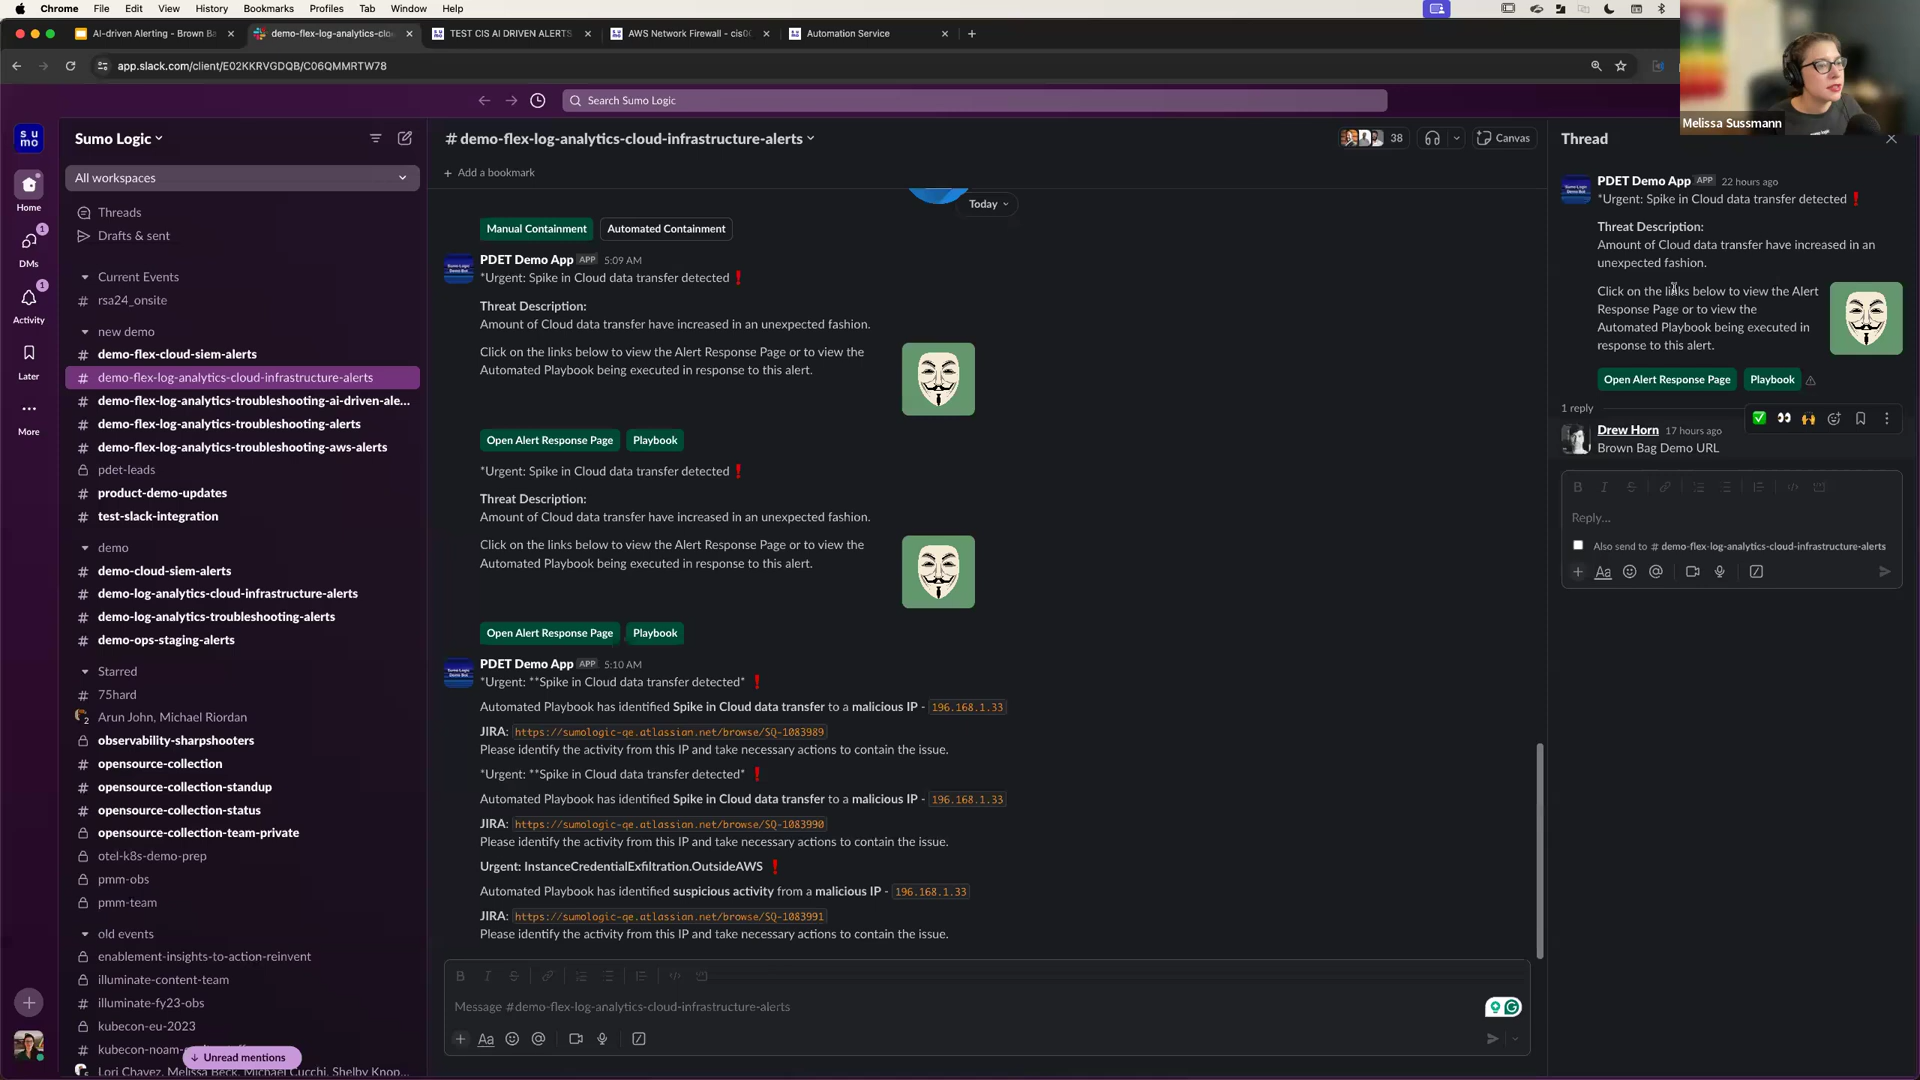 Chrome File Edit View History Bookmarks Profiles Tab Window Help
AI-driven Alerting - Brown Ba
demo-flex-log-analytics-clo
TEST CIS AI DRIVEN ALERTS
AWS Network Firewall - cis0
Automation Service
app.slack.com/client/E02KKRVGDQB/C06QMMRTW78
Melissa Sussmann
Search Sumo Logic
su
mo
Home
DMs
1
Activity
1
Later
More
Sumo Logic
All workspaces
Threads
Drafts & sent
Current Events
rsa24_onsite
new demo
# demo-flex-cloud-siem-alerts
# demo-flex-log-analytics-cloud-infrastructure-alerts
# demo-flex-log-analytics-troubleshooting-ai-driven-ale...
# demo-flex-log-analytics-troubleshooting-alerts
# demo-flex-log-analytics-troubleshooting-aws-alerts
pdet-leads
# product-demo-updates
# test-slack-integration
demo
# demo-cloud-siem-alerts
# demo-log-analytics-cloud-infrastructure-alerts
# demo-log-analytics-troubleshooting-alerts
# demo-ops-staging-alerts
Starred
# 75hard
2 Arun John, Michael Riordan
observability-sharpshooters
# opensource-collection
# opensource-collection-standup
# opensource-collection-status
opensource-collection-team-private
otel-k8s-demo-prep
pmm-obs
pmm-team
old events
enablement-insights-to-action-reinvent
illuminate-content-team
# illuminate-fy23-obs
# kubecon-eu-2023
# kubecon-noam-
Unread mentions
Lori Chavez, Melissa Beck, Michael Cucchi, Shelby Knop...
# demo-flex-log-analytics-cloud-infrastructure-alerts
38
Canvas
+ Add a bookmark
Today
Manual Containment Automated Containment
PDET Demo App APP 5:09 AM
*Urgent: Spike in Cloud data transfer detected ❗
Threat Description:
Amount of Cloud data transfer have increased in an unexpected fashion.
Click on the links below to view the Alert Response Page or to view the
Automated Playbook being executed in response to this alert.
Open Alert Response Page Playbook
*Urgent: Spike in Cloud data transfer detected ❗
Threat Description:
Amount of Cloud data transfer have increased in an unexpected fashion.
Click on the links below to view the Alert Response Page or to view the
Automated Playbook being executed in response to this alert.
Open Alert Response Page Playbook
PDET Demo App APP 5:10 AM
*Urgent: **Spike in Cloud data transfer detected* ❗
Automated Playbook has identified Spike in Cloud data transfer to a malicious IP - 196.168.1.33
JIRA: https://sumologic-qe.atlassian.net/browse/SQ-1083989
Please identify the activity from this IP and take necessary actions to contain the issue.
*Urgent: **Spike in Cloud data transfer detected* ❗
Automated Playbook has identified Spike in Cloud data transfer to a malicious IP - 196.168.1.33
JIRA: https://sumologic-qe.atlassian.net/browse/SQ-1083990
Please identify the activity from this IP and take necessary actions to contain the issue.
Urgent: InstanceCredentialExfiltration.OutsideAWS ❗
Automated Playbook has identified suspicious activity from a malicious IP - 196.168.1.33
JIRA: https://sumologic-qe.atlassian.net/browse/SQ-1083991
Please identify the activity from this IP and take necessary actions to contain the issue.
B I S
Message #demo-flex-log-analytics-cloud-infrastructure-alerts
Aa
Thread
PDET Demo App APP 22 hours ago
*Urgent: Spike in Cloud data transfer detected ❗
Threat Description:
Amount of Cloud data transfer have increased in an
unexpected fashion.
Click on the links below to view the Alert
Response Page or to view the
Automated Playbook being executed in
response to this alert.
Open Alert Response Page Playbook
1 reply
Drew Horn 17 hours ago
Brown Bag Demo URL
B I S
Reply...
Also send to # demo-flex-log-analytics-cloud-infrastructure-alerts
Aa